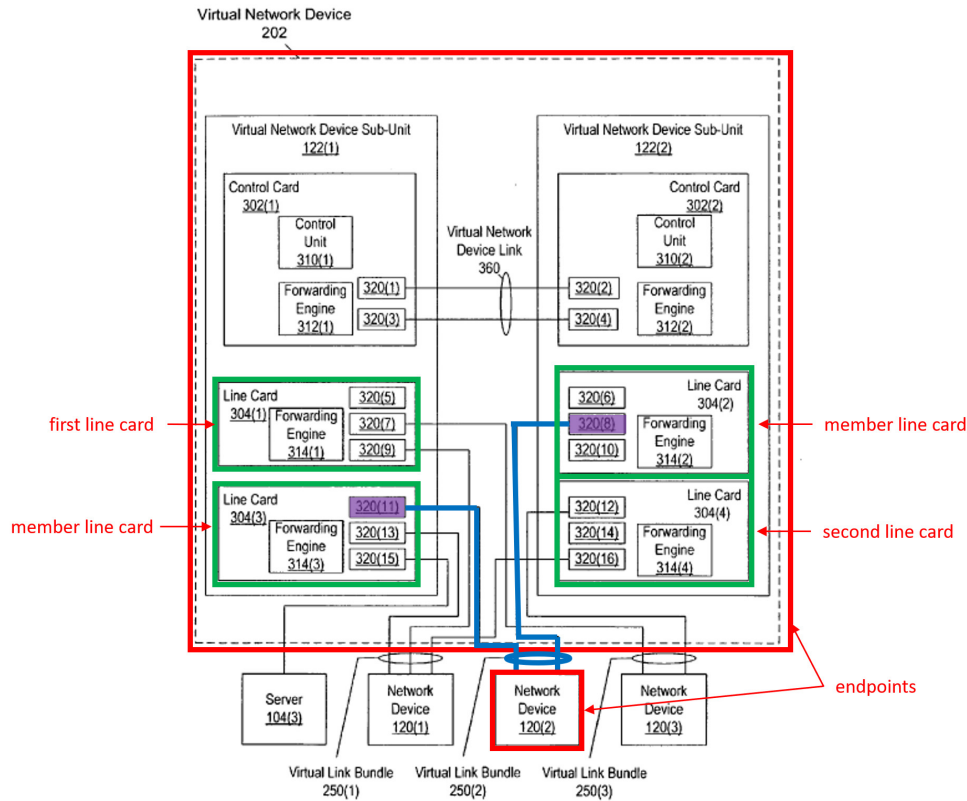 Virtual Network Device
202
Virtual Network Device Sub-Unit
122(1)
Control Card
302(1)
Control
Unit
310(1)
Forwarding
Engine
312(1)
320(1)
320(3)
Virtual Network
Device Link
360
Virtual Network Device Sub-Unit
122(2)
Control Card
302(2)
Control
Unit
310(2)
320(2)
320(4)
Forwarding
Engine
312(2)
first line card
Line Card
304(1)
Forwarding
Engine
314(1)
320(5)
320(7)
320(9)
320(6)
320(8)
320(10)
Line Card
304(2)
Forwarding
Engine
314(2)
member line card
member line card
Line Card
304(3)
Forwarding
Engine
314(3)
320(11)
320(13)
320(15)
320(12)
320(14)
320(16)
Line Card
304(4)
Forwarding
Engine
314(4)
second line card
endpoints
Server
104(3)
Network
Device
120(1)
Network
Device
120(2)
Network
Device
120(3)
Virtual Link Bundle
250(1)
Virtual Link Bundle
250(2)
Virtual Link Bundle
250(3)